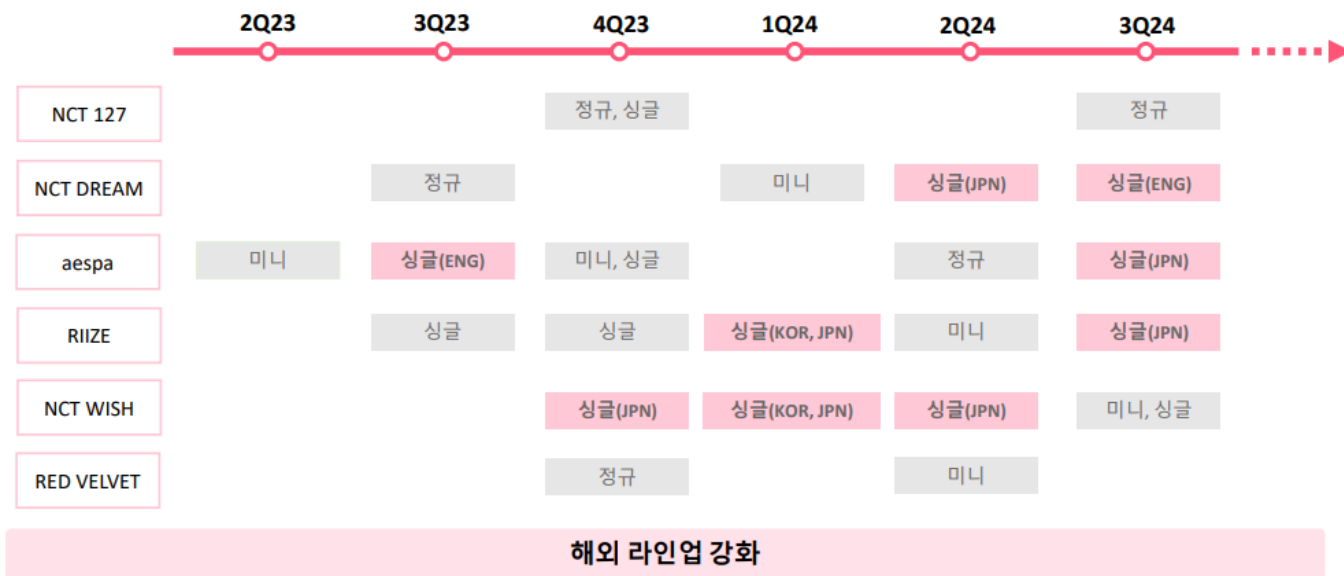 2Q23 3Q23 4Q23 1Q24 2Q24 3Q24
NCT 127 정규, 싱글 정규
NCT DREAM 정규 미니 싱글(JPN) 싱글(ENG)
aespa 미니 싱글(ENG) 미니, 싱글 정규 싱글(JPN)
RIIZE 싱글 싱글 싱글(KOR, JPN) 미니 싱글(JPN)
NCT WISH 싱글(JPN) 싱글(KOR, JPN) 싱글(JPN) 미니, 싱글
RED VELVET 정규 미니
해외 라인업 강화